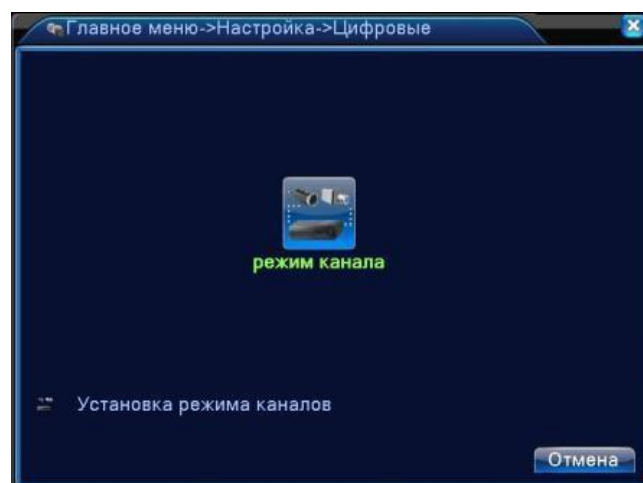 Главное меню->Настройка->Цифровые
режим канала
Установка режима каналов
Отмена